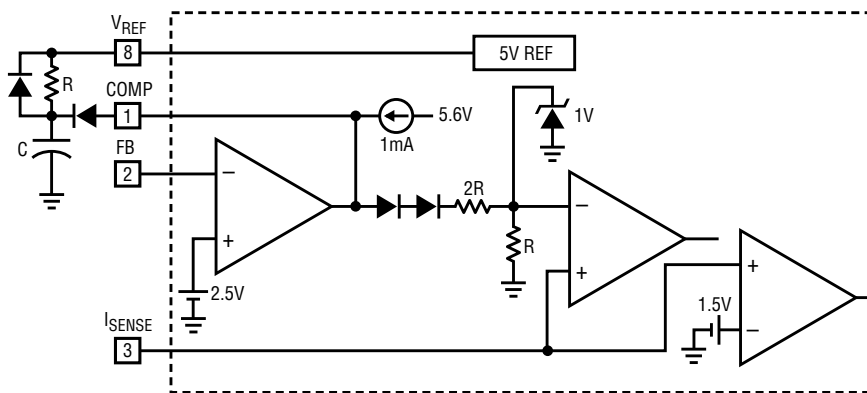 VREF
8
5V REF
R
COMP
1
5.6V
1mA
1V
C
FB
2
–
2R
–
R
+
+
+
2.5V
1.5V
–
ISENSE
3